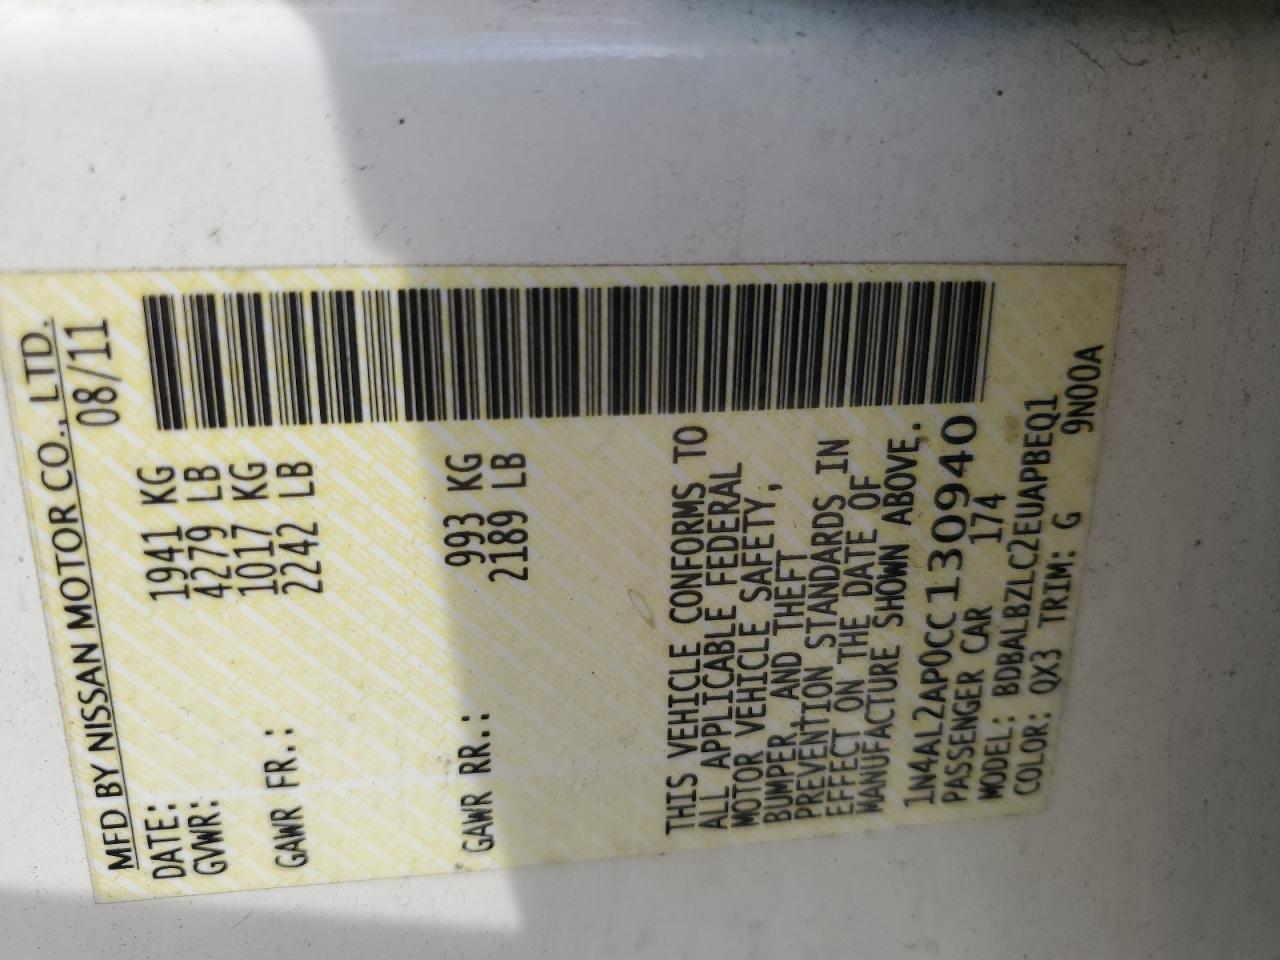 MFD BY NISSAN MOTOR CO., LTD.
DATE: 08/11
GVWR: 1941 KG
4279 LB
GAWR FR.: 1017 KG
2242 LB
GAWR RR.: 993 KG
2189 LB
THIS VEHICLE CONFORMS TO
ALL APPLICABLE FEDERAL
MOTOR VEHICLE SAFETY,
BUMPER AND THEFT
PREVENTION STANDARDS IN
EFFECT ON THE DATE OF
MANUFACTURE SHOWN ABOVE.
1N4AL2AP0CC130940
PASSENGER CAR 174
MODEL: BDBALBZLC2EUAPBEQ1
COLOR: QX3 TRIM: G 9N00A